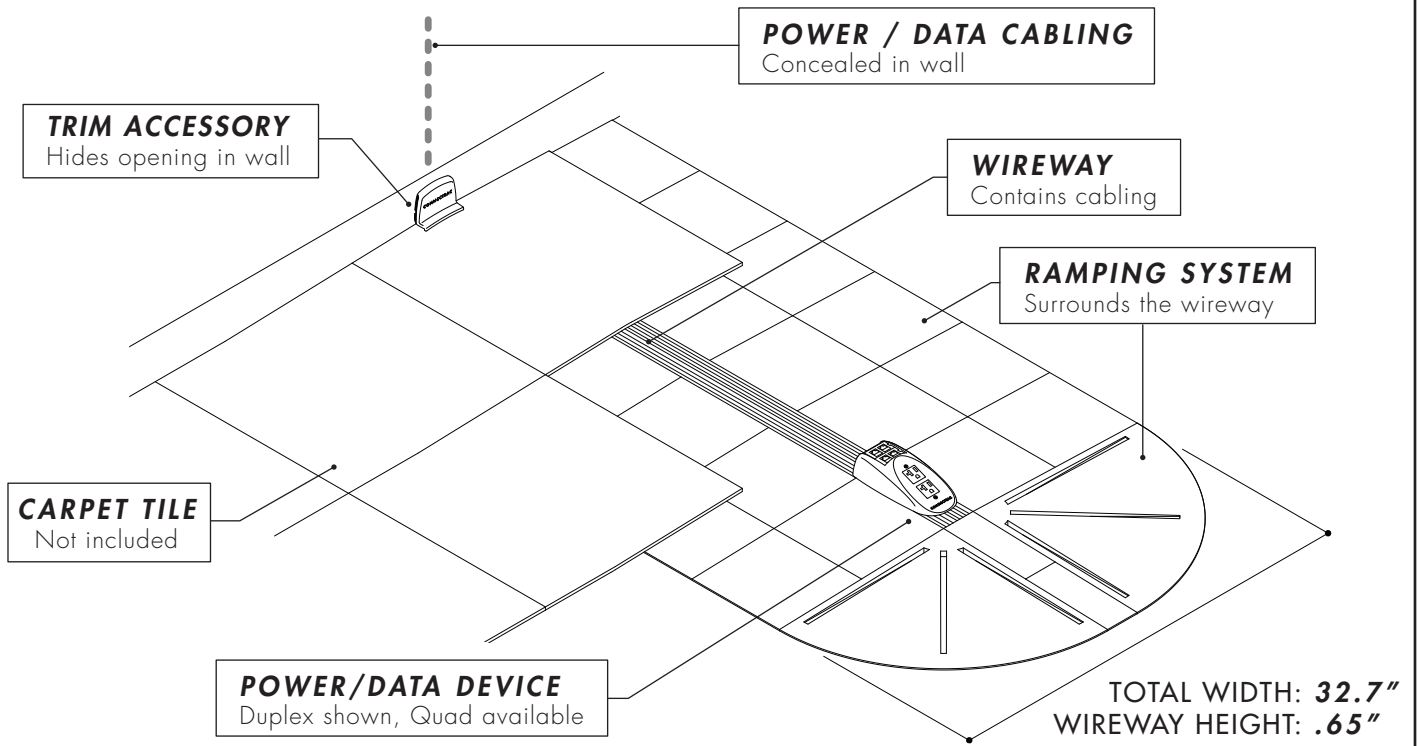 POWER / DATA CABLING
Concealed in wall
TRIM ACCESSORY
Hides opening in wall
WIREWAY
Contains cabling
RAMPING SYSTEM
Surrounds the wireway
CARPET TILE
Not included
POWER/DATA DEVICE
Duplex shown, Quad available
TOTAL WIDTH: 32.7"
WIREWAY HEIGHT: .65"